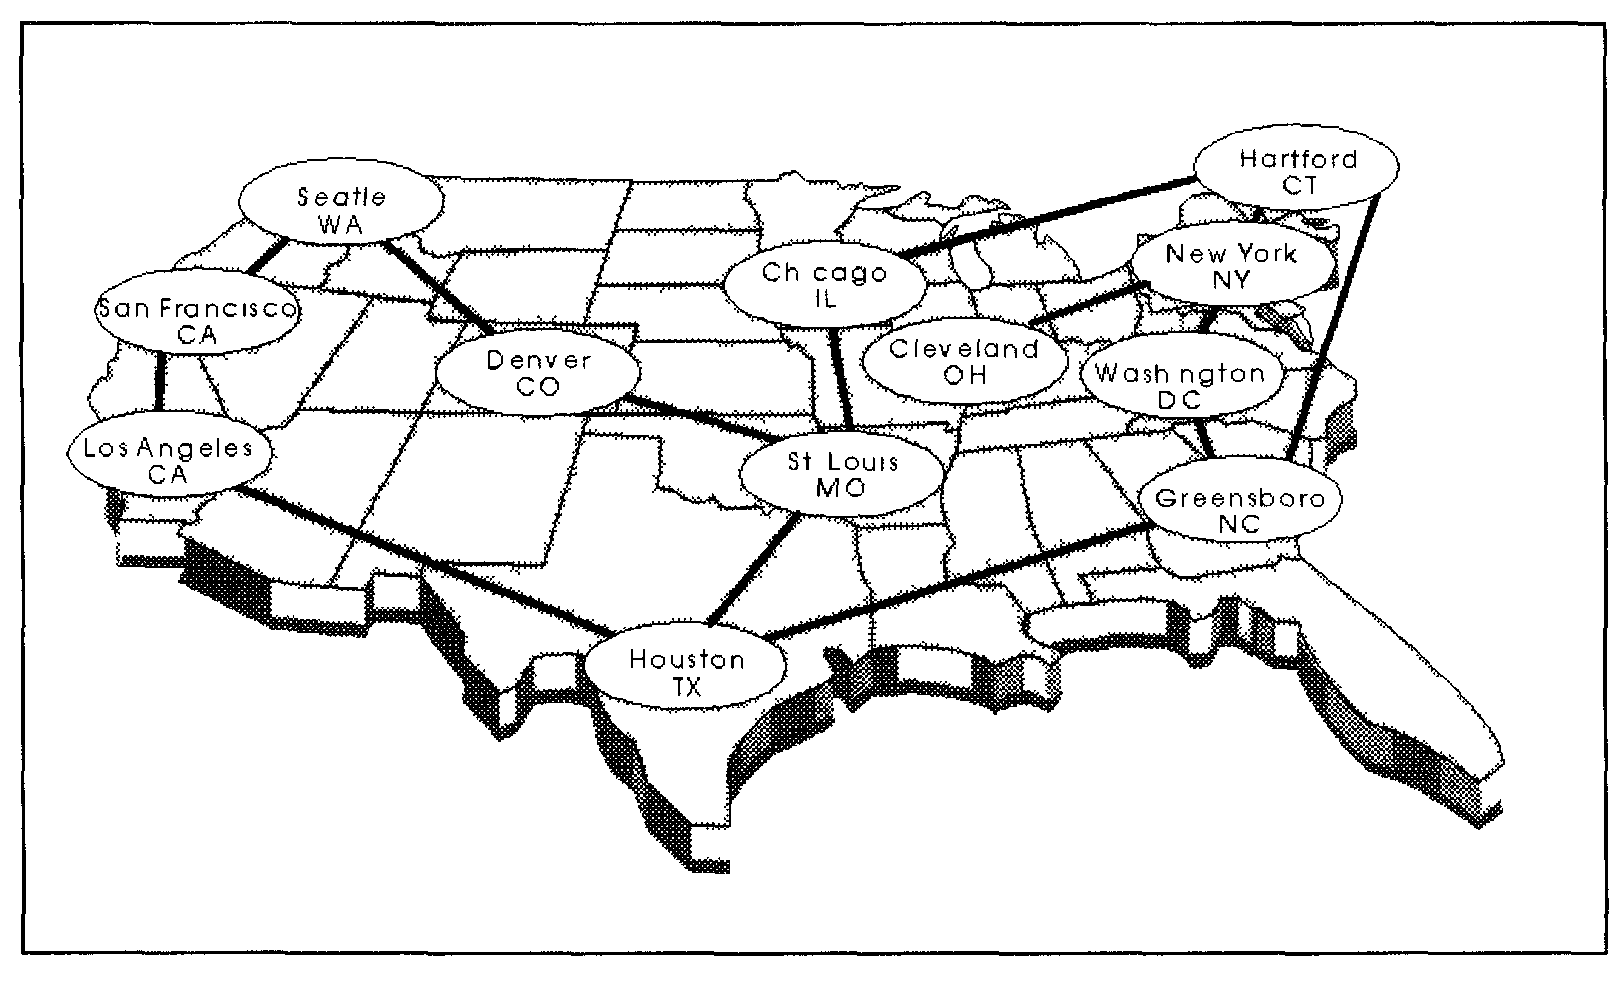 Hartford
CT
Seatle
WA
New York
NY
Ch cago
IL
San Francisco
CA
Cleveland
OH
Denver
CO
Wash ngton
DC
Los Angeles
CA
St Louis
MO
Greensboro
NC
Houston
TX